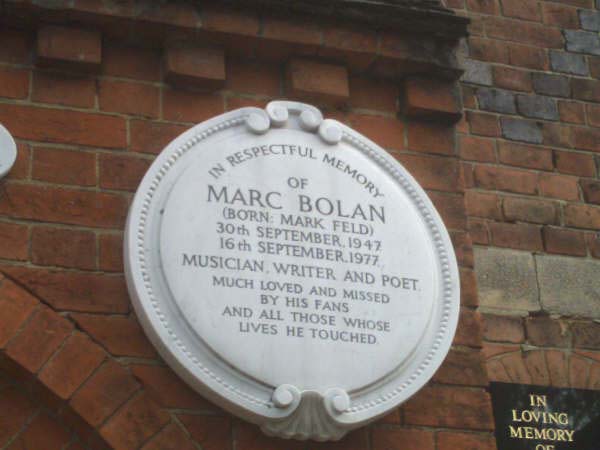 IN RESPECTFUL MEMORY
OF
MARC BOLAN
(BORN: MARK FELD)
30th SEPTEMBER, 1947
16th SEPTEMBER, 1977.
MUSICIAN, WRITER AND POET.
MUCH LOVED AND MISSED
BY HIS FANS
AND ALL THOSE WHOSE
LIVES HE TOUCHED.
IN
LOVING
MEMORY
OF